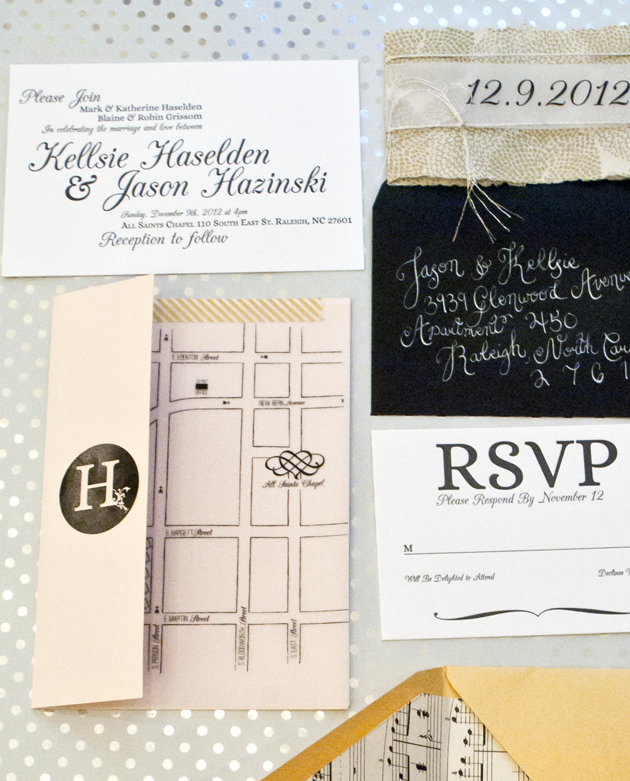 Please Join
Mark & Katherine Haselden
Blaine & Robin Grissom
In celebrating the marriage and love between
Kellsie Haselden
& Jason Hazinski
Sunday, December 9th, 2012 at 4pm
All Saints Chapel 110 South East St. Raleigh, NC 27601
Reception to follow
12.9.2012
Jason & Kellsie
3939 Glenwood Avenue
Apartment 450
Raleigh, North Car
2 7 6 1
RSVP
Please Respond By November 12
M
Will Be Delighted to Attend
Declines
E. EDENTON Street
NEW BERN Avenue
All Saints Chapel
H
E. HARGETT Street
E. MARTIN Street
S. PERSON Street
S. BLOODWORTH Street
S. EAST Street